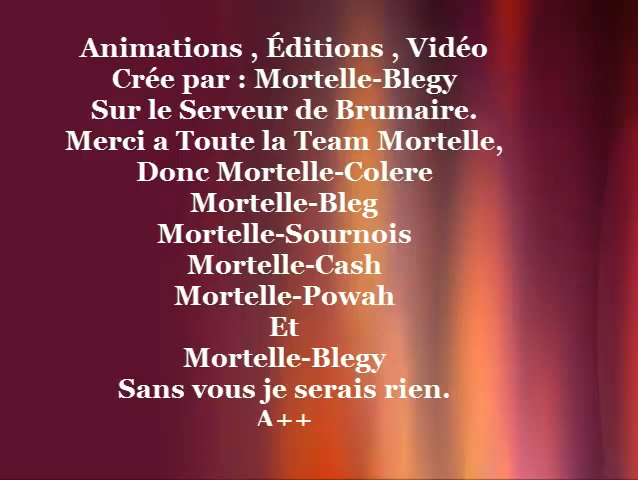 Animations , Éditions , Vidéo
Crée par : Mortelle-Blegy
Sur le Serveur de Brumaire.
Merci a Toute la Team Mortelle,
Donc Mortelle-Colere
Mortelle-Bleg
Mortelle-Sournois
Mortelle-Cash
Mortelle-Powah
Et
Mortelle-Blegy
Sans vous je serais rien.
A++